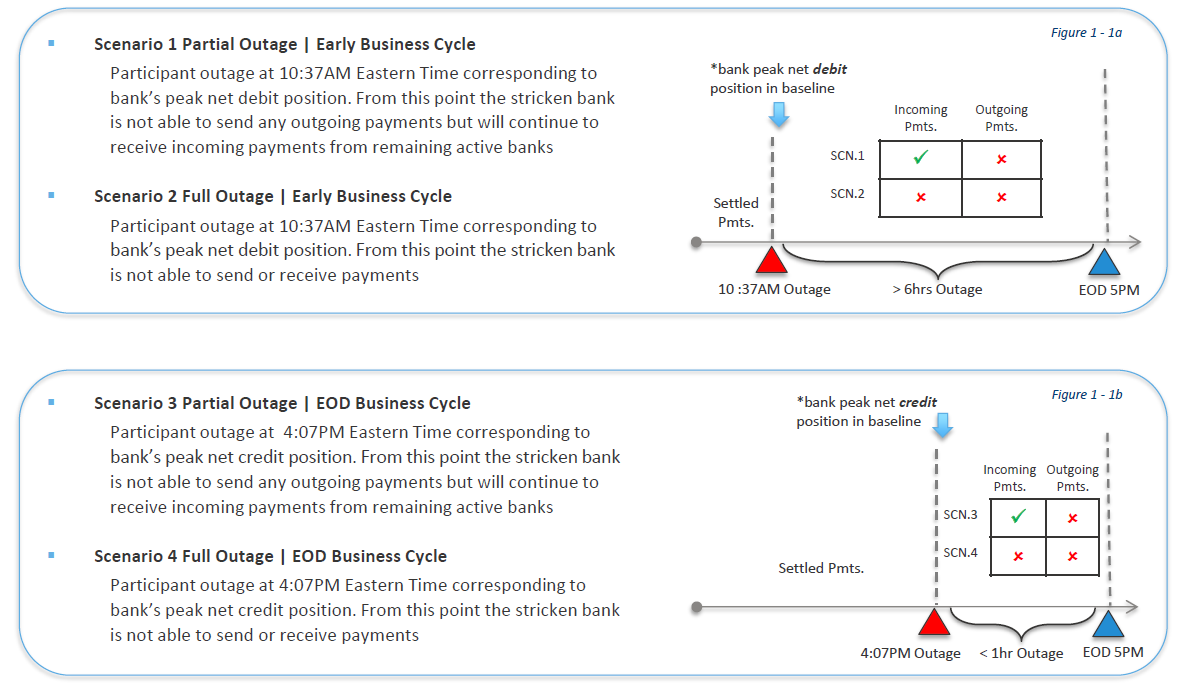 Figure 1 - 1a
▪ Scenario 1 Partial Outage | Early Business Cycle
Participant outage at 10:37AM Eastern Time corresponding to
bank’s peak net debit position. From this point the stricken bank
is not able to send any outgoing payments but will continue to
receive incoming payments from remaining active banks
▪ Scenario 2 Full Outage | Early Business Cycle
Participant outage at 10:37AM Eastern Time corresponding to
bank’s peak net debit position. From this point the stricken bank
is not able to send or receive payments
*bank peak net debit
position in baseline
Incoming Pmts.
Outgoing Pmts.
SCN.1 ✓ ✘
SCN.2 ✘ ✘
Settled
Pmts.
10 :37AM Outage
> 6hrs Outage
EOD 5PM
Figure 1 - 1b
▪ Scenario 3 Partial Outage | EOD Business Cycle
Participant outage at  4:07PM Eastern Time corresponding to
bank’s peak net credit position. From this point the stricken bank
is not able to send any outgoing payments but will continue to
receive incoming payments from remaining active banks
▪ Scenario 4 Full Outage | EOD Business Cycle
Participant outage at 4:07PM Eastern Time corresponding to
bank’s peak net credit position. From this point the stricken bank
is not able to send or receive payments
*bank peak net credit
position in baseline
Incoming Pmts.
Outgoing Pmts.
SCN.3 ✓ ✘
SCN.4 ✘ ✘
Settled Pmts.
4:07PM Outage
< 1hr Outage
EOD 5PM